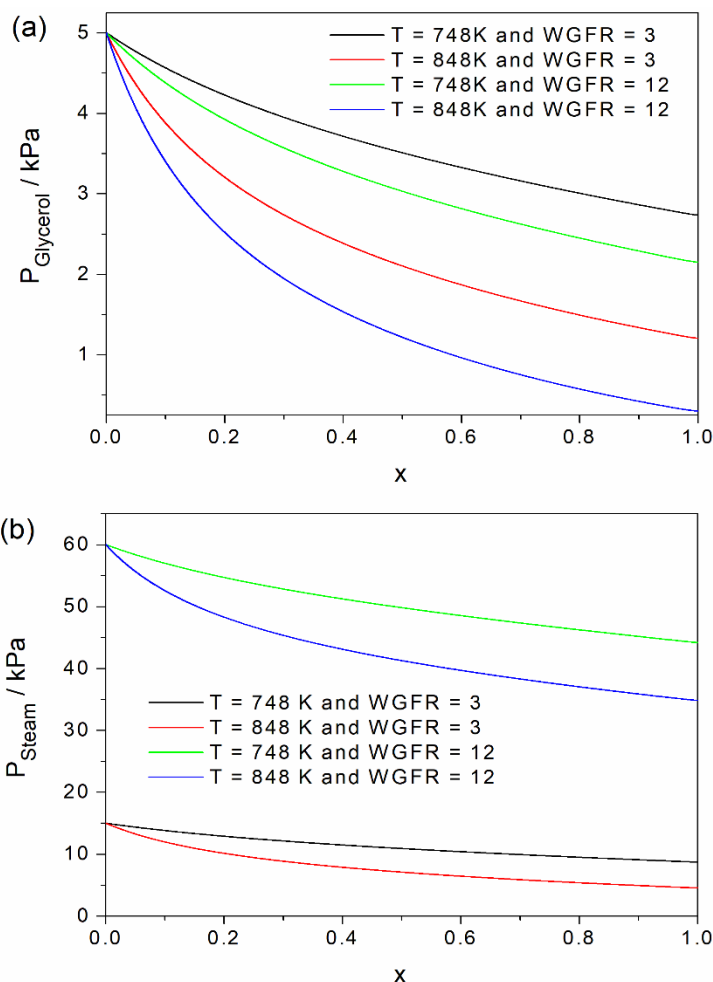 (a)
T = 748K and WGFR = 3
T = 848K and WGFR = 3
T = 748K and WGFR = 12
T = 848K and WGFR = 12
5
4
3
2
1
P Glycerol / kPa
0.0 0.2 0.4 0.6 0.8 1.0
x
(b)
60
50
40
30
20
10
0
P Steam / kPa
T = 748 K and WGFR = 3
T = 848 K and WGFR = 3
T = 748 K and WGFR = 12
T = 848 K and WGFR = 12
0.0 0.2 0.4 0.6 0.8 1.0
x